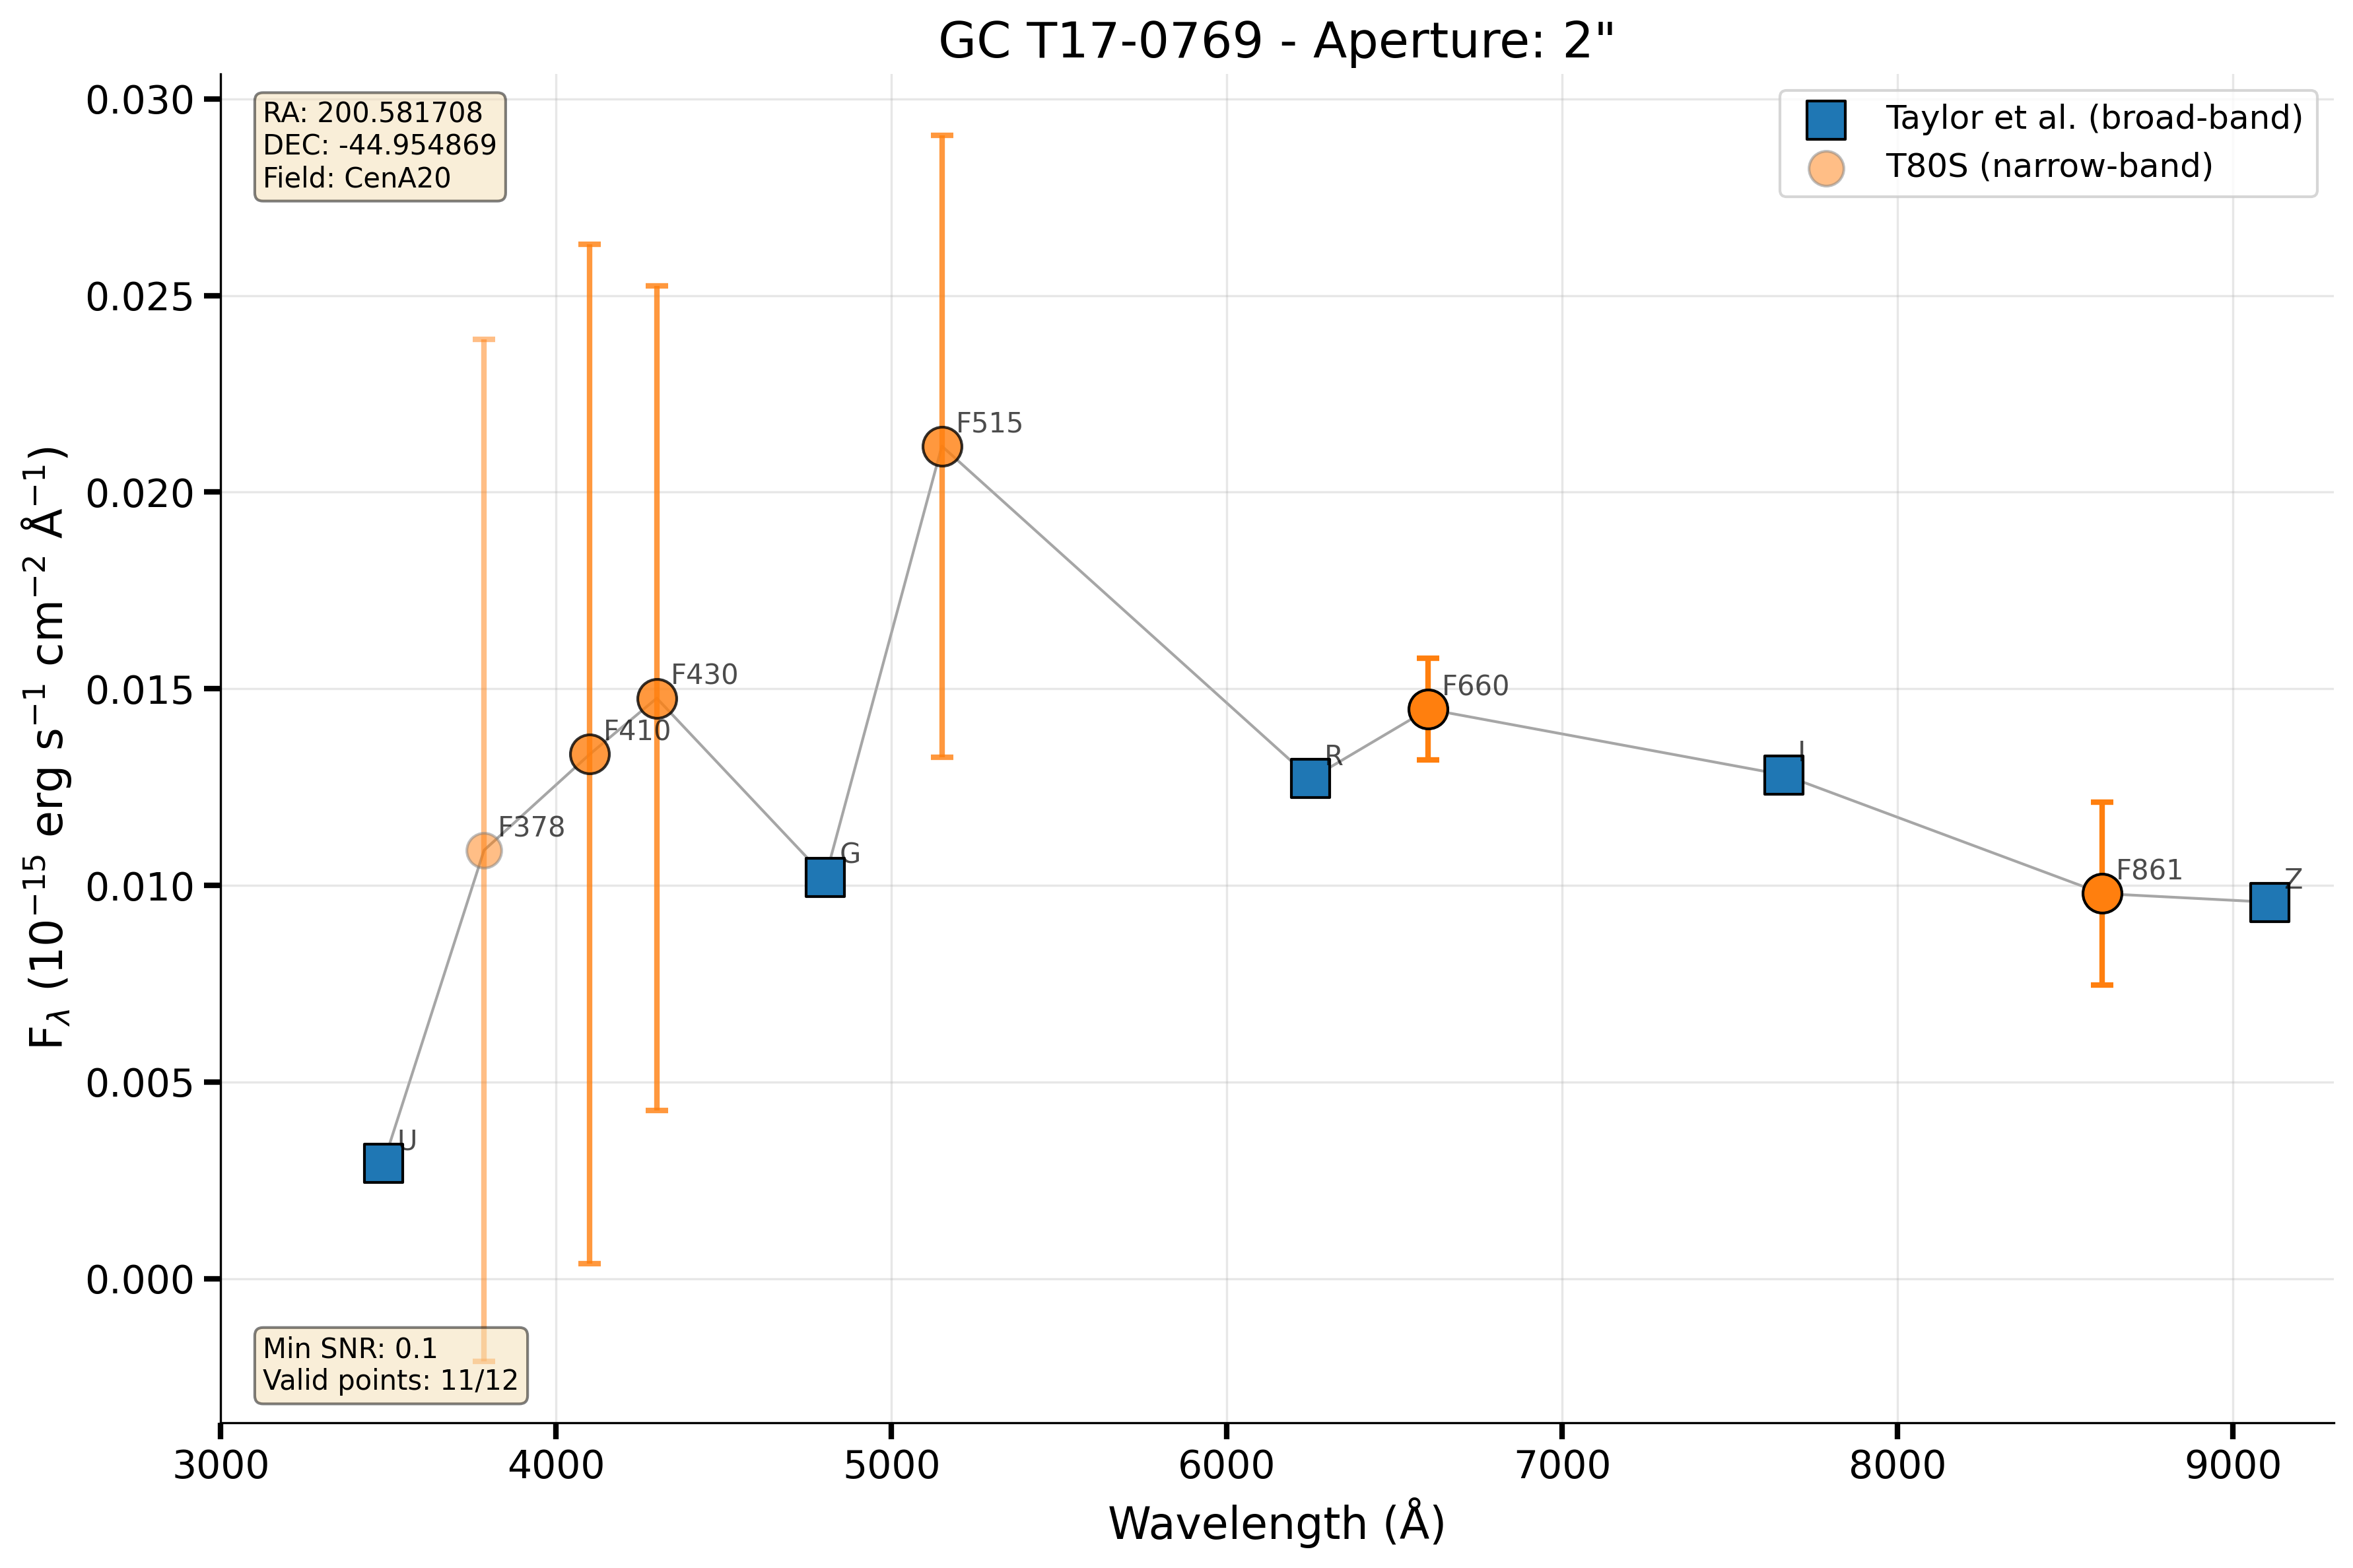 GC T17-0769 - Aperture: 2"
RA: 200.581708
DEC: -44.954869
Field: CenA20
Taylor et al. (broad-band)
T80S (narrow-band)
F_λ (10⁻¹⁵ erg s⁻¹ cm⁻² Å⁻¹)
0.030
0.025
0.020
0.015
0.010
0.005
0.000
U
F378
F410
F430
G
F515
R
F660
I
F861
Z
Min SNR: 0.1
Valid points: 11/12
3000 4000 5000 6000 7000 8000 9000
Wavelength (Å)